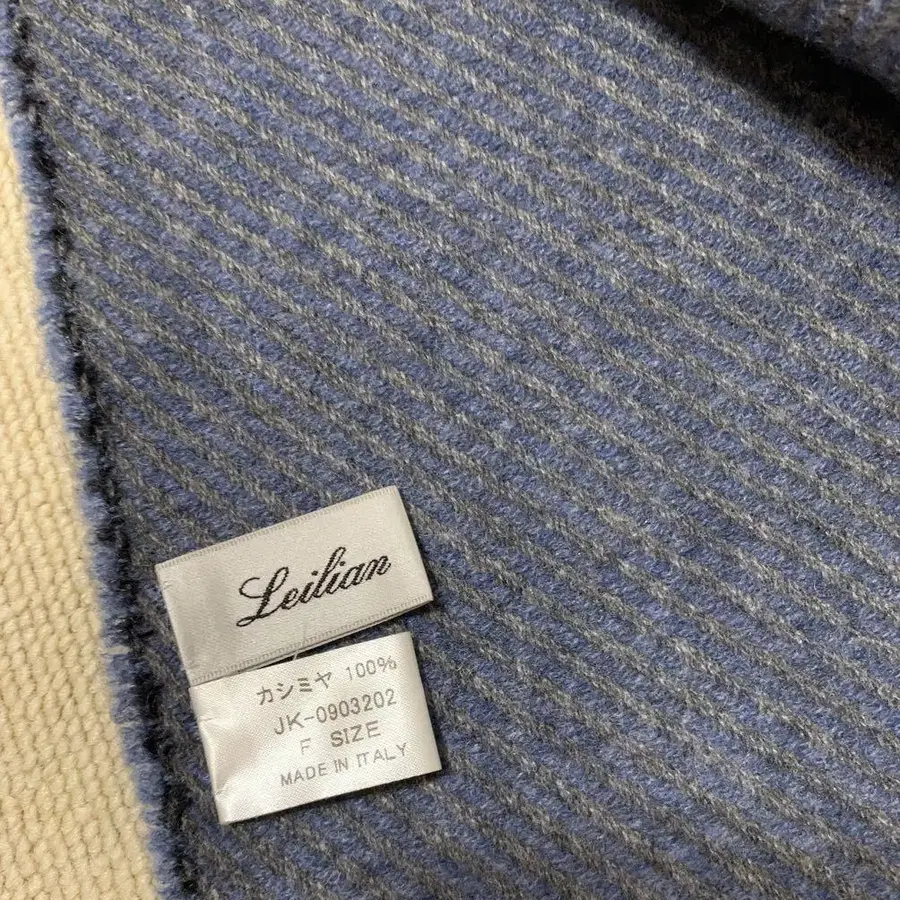 Leilian
カシミヤ 100%
JK-0903202
F SIZE
MADE IN ITALY